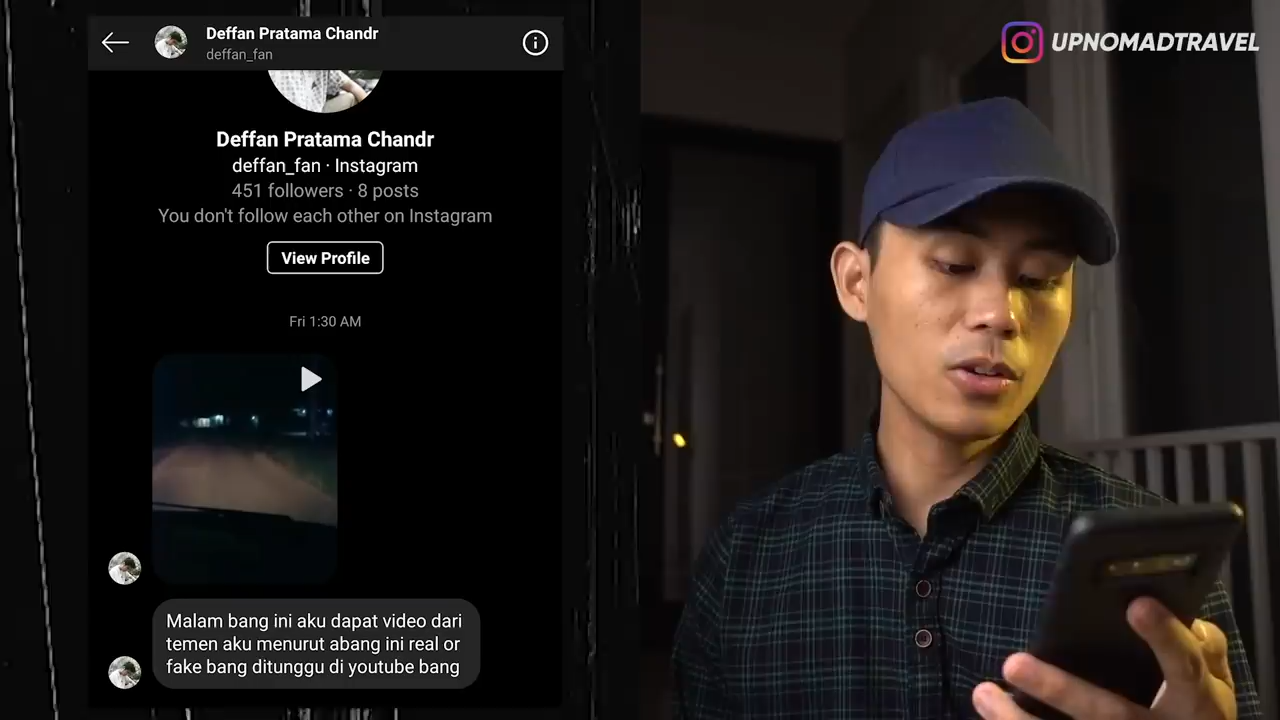 Deffan Pratama Chandr
deffan_fan
UPNOMADTRAVEL
Deffan Pratama Chandr
deffan_fan · Instagram
451 followers · 8 posts
You don't follow each other on Instagram
View Profile
Fri 1:30 AM
Malam bang ini aku dapat video dari
temen aku menurut abang ini real or
fake bang ditunggu di youtube bang